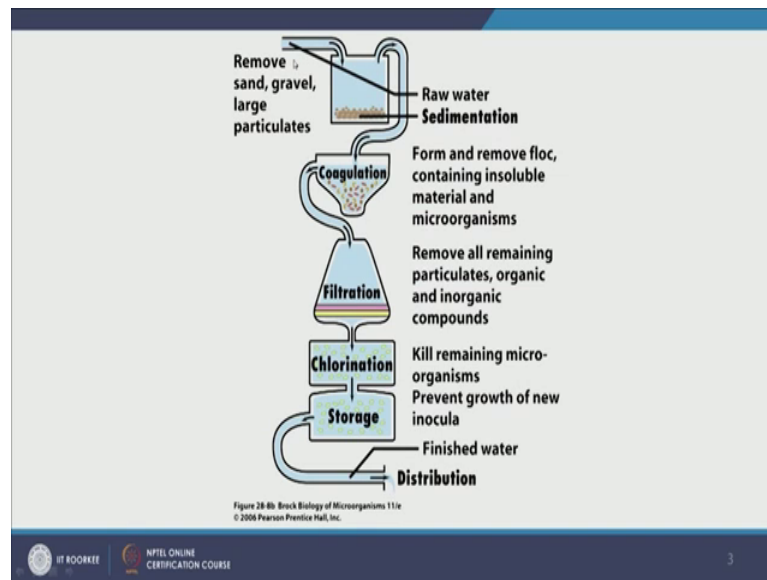 Remove
sand, gravel,
large
particulates
Raw water
Sedimentation
Coagulation
Form and remove floc,
containing insoluble
material and
microorganisms
Filtration
Remove all remaining
particulates, organic
and inorganic
compounds
Chlorination
Kill remaining micro-
organisms
Prevent growth of new
inocula
Storage
Finished water
Distribution
Figure 28-8b Brock Biology of Microorganisms 11/e
© 2006 Pearson Prentice Hall, Inc.
IIT ROORKEE
NPTEL ONLINE
CERTIFICATION COURSE
3